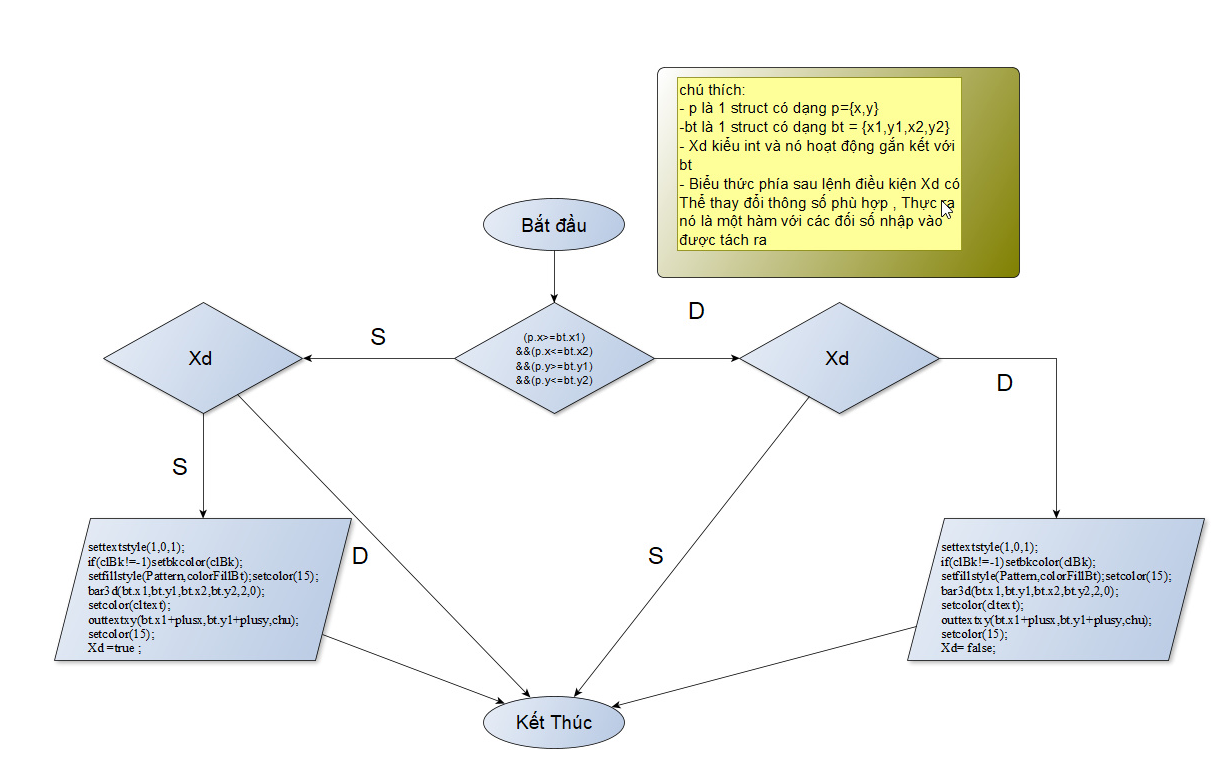 chú thích:
- p là 1 struct có dạng p={x,y}
-bt là 1 struct có dạng bt = {x1,y1,x2,y2}
- Xd kiểu int và nó hoạt động gắn kết với
bt
- Biểu thức phía sau lệnh điều kiện Xd có
Thể thay đổi thông số phù hợp , Thực ra
nó là một hàm với các đối số nhập vào
được tách ra
Bắt đầu
D
S
Xd
(p.x>=bt.x1)
&&(p.x<=bt.x2)
&&(p.y>=bt.y1)
&&(p.y<=bt.y2)
Xd
D
S
D
S
settextstyle(1,0,1);
if(clBk!=-1)setbkcolor(clBk);
setfillstyle(Pattern,colorFillBt);setcolor(15);
bar3d(bt.x1,bt.y1,bt.x2,bt.y2,2,0);
setcolor(cltext);
outtextxy(bt.x1+plusx,bt.y1+plusy,chu);
setcolor(15);
Xd =true ;
settextstyle(1,0,1);
if(clBk!=-1)setbkcolor(clBk);
setfillstyle(Pattern,colorFillBt);setcolor(15);
bar3d(bt.x1,bt.y1,bt.x2,bt.y2,2,0);
setcolor(cltext);
outtextxy(bt.x1+plusx,bt.y1+plusy,chu);
setcolor(15);
Xd= false;
Kết Thúc